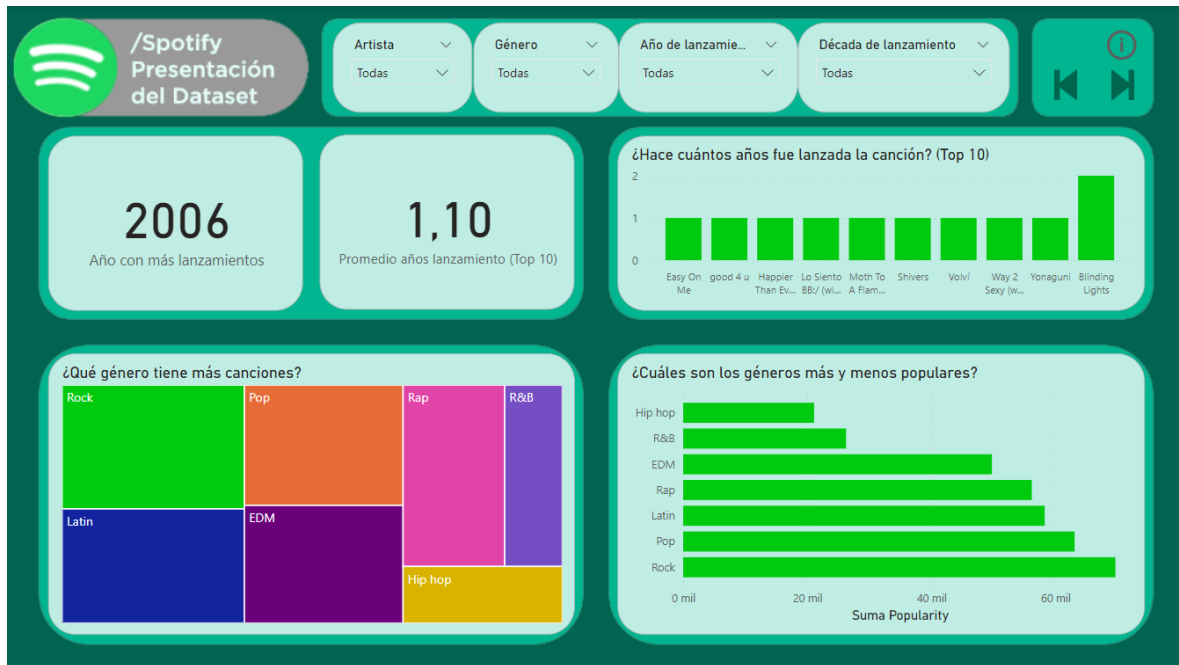 /Spotify
Presentación
del Dataset
Artista
Todas
Género
Todas
Año de lanzamie...
Todas
Década de lanzamiento
Todas
2006
Año con más lanzamientos
1,10
Promedio años lanzamiento (Top 10)
¿Hace cuántos años fue lanzada la canción? (Top 10)
2
1
0
Easy On
Me
good 4 u
Happier
Than Ev...
Lo Siento
BB:/ (wi...
Moth To
A Flam...
Shivers
Volví
Way 2
Sexy (w...
Yonaguni
Blinding
Lights
¿Qué género tiene más canciones?
Rock
Pop
Rap
R&B
Latin
EDM
Hip hop
¿Cuáles son los géneros más y menos populares?
Hip hop
R&B
EDM
Rap
Latin
Pop
Rock
0 mil
20 mil
40 mil
60 mil
Suma Popularity